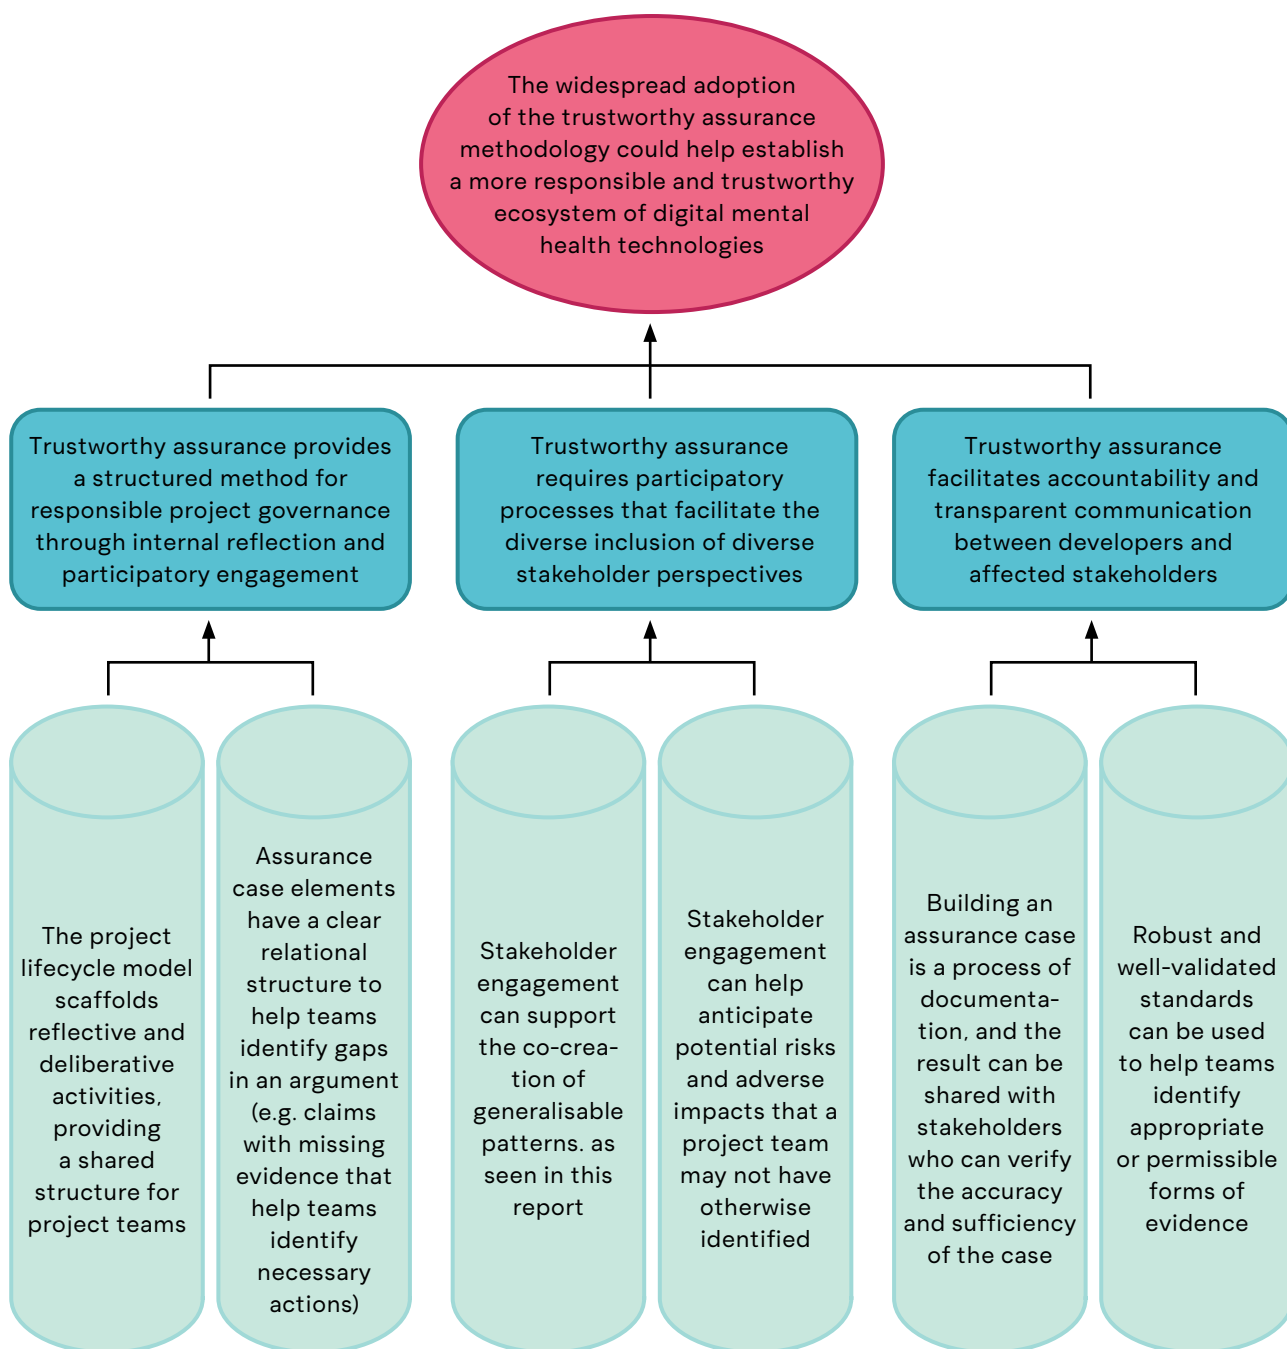 The widespread adoption
of the trustworthy assurance
methodology could help establish
a more responsible and trustworthy
ecosystem of digital mental
health technologies
Trustworthy assurance provides
a structured method for
responsible project governance
through internal reflection and
participatory engagement
Trustworthy assurance
requires participatory
processes that facilitate the
diverse inclusion of diverse
stakeholder perspectives
Trustworthy assurance
facilitates accountability and
transparent communication
between developers and
affected stakeholders
The project
lifecycle model
scaffolds
reflective and
deliberative
activities,
providing
a shared
structure for
project teams
Assurance
case elements
have a clear
relational
structure to
help teams
identify gaps
in an argument
(e.g. claims
with missing
evidence that
help teams
identify
necessary
actions)
Stakeholder
engagement
can support
the co-crea-
tion of
generalisable
patterns. as
seen in this
report
Stakeholder
engagement
can help
anticipate
potential risks
and adverse
impacts that a
project team
may not have
otherwise
identified
Building an
assurance case
is a process of
documenta-
tion, and the
result can be
shared with
stakeholders
who can verify
the accuracy
and sufficiency
of the case
Robust and
well-validated
standards
can be used
to help teams
identify
appropriate
or permissible
forms of
evidence